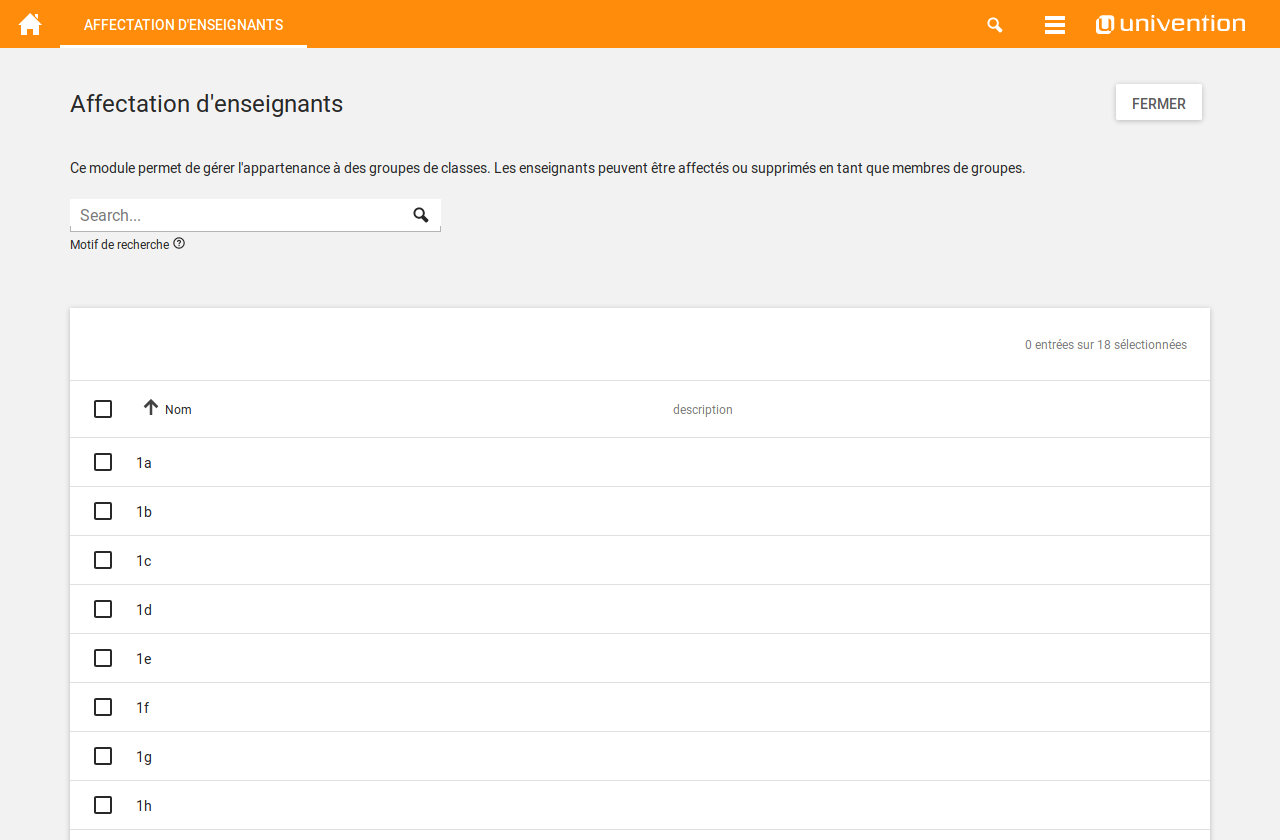 AFFECTATION D'ENSEIGNANTS
univention
Affectation d'enseignants
FERMER
Ce module permet de gérer l'appartenance à des groupes de classes. Les enseignants peuvent être affectés ou supprimés en tant que membres de groupes.
Search...
Motif de recherche
0 entrées sur 18 sélectionnées
Nom description
1a
1b
1c
1d
1e
1f
1g
1h